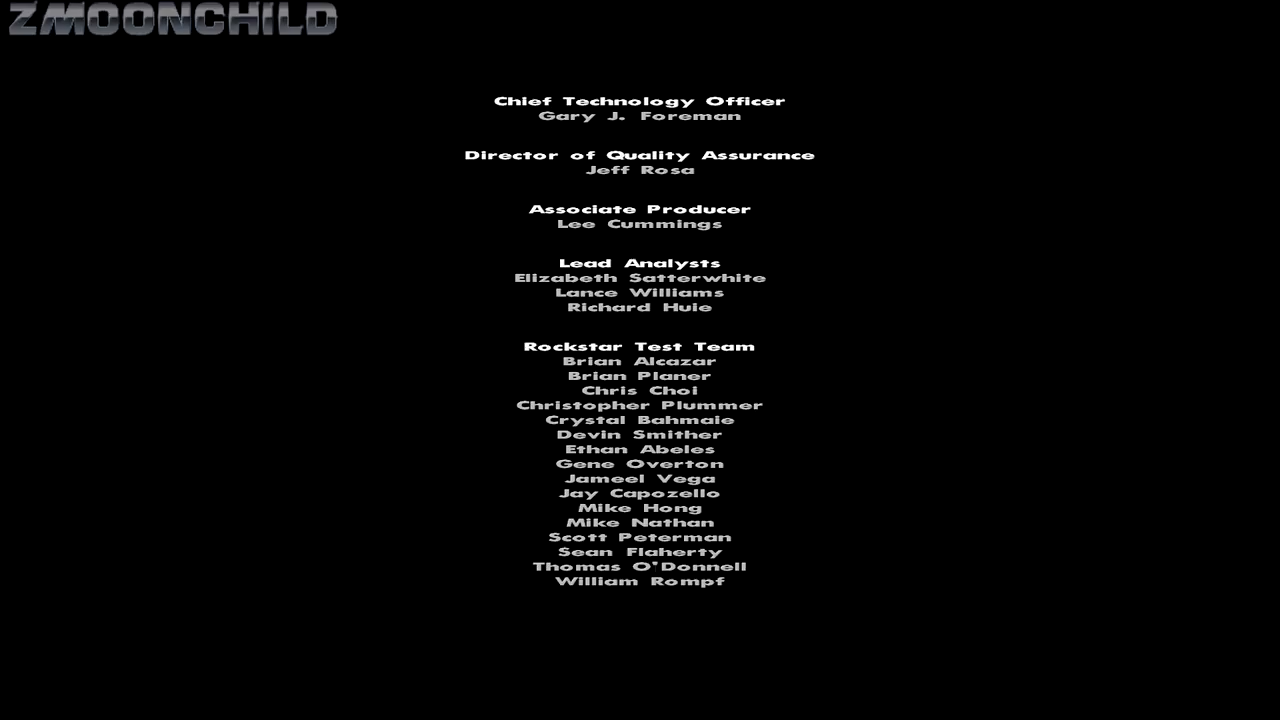 ZMOONCHILD
Chief Technology Officer
Gary J. Foreman
Director of Quality Assurance
Jeff Rosa
Associate Producer
Lee Cummings
Lead Analysts
Elizabeth Satterwhite
Lance Williams
Richard Huie
Rockstar Test Team
Brian Alcazar
Brian Planer
Chris Choi
Christopher Plummer
Crystal Bahmaie
Devin Smither
Ethan Abeles
Gene Overton
Jameel Vega
Jay Capozello
Mike Hong
Mike Nathan
Scott Peterman
Sean Flaherty
Thomas O'Donnell
William Rompf